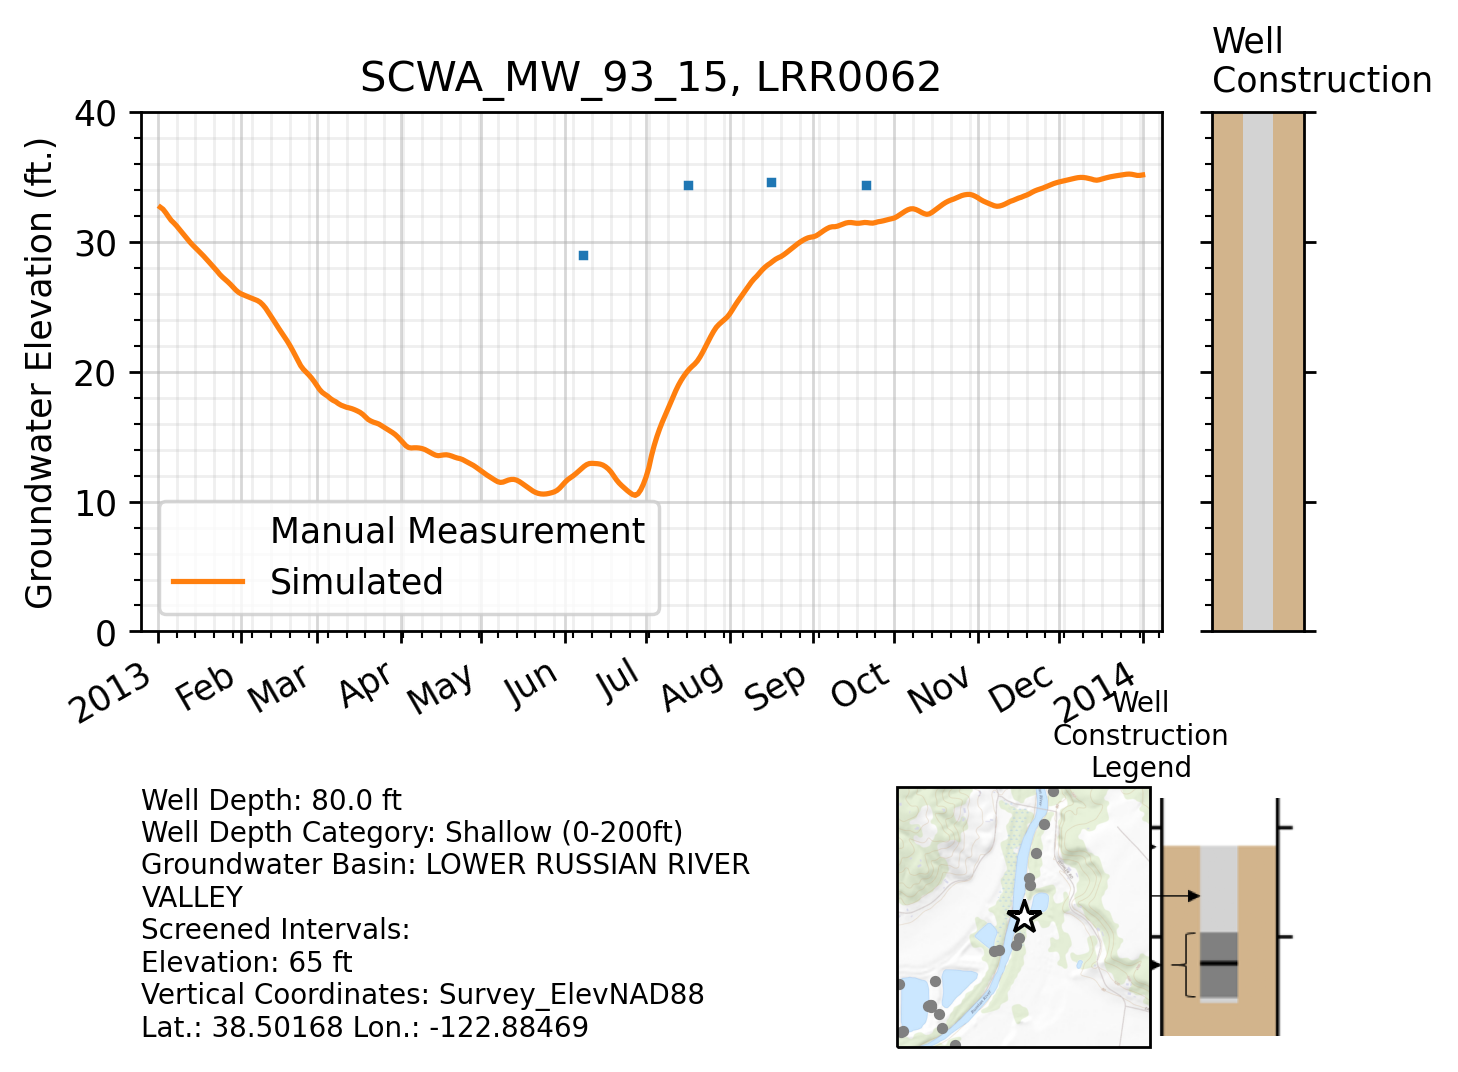 Well
Construction
SCWA_MW_93_15, LRR0062
Groundwater Elevation (ft.)
40
30
20
10
0
Manual Measurement
Simulated
2013
Feb
Mar
Apr
May
Jun
Jul
Aug
Sep
Oct
Nov
Dec
2014
Well
Construction
Legend
Well Depth: 80.0 ft
Well Depth Category: Shallow (0-200ft)
Groundwater Basin: LOWER RUSSIAN RIVER
VALLEY
Screened Intervals:
Elevation: 65 ft
Vertical Coordinates: Survey_ElevNAD88
Lat.: 38.50168 Lon.: -122.88469